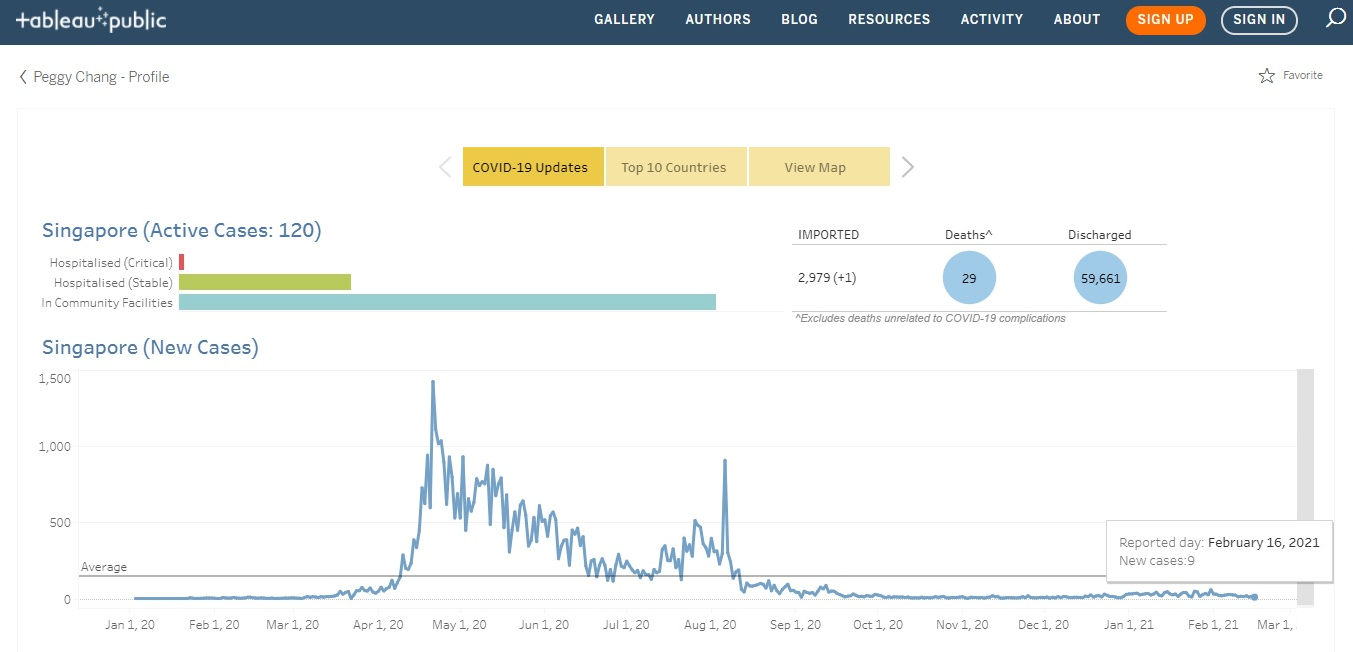 tableau public
GALLERY AUTHORS BLOG RESOURCES ACTIVITY ABOUT SIGN UP SIGN IN
Peggy Chang - Profile
Favorite
COVID-19 Updates Top 10 Countries View Map
Singapore (Active Cases: 120)
Hospitalised (Critical)
Hospitalised (Stable)
In Community Facilities
IMPORTED Deaths^ Discharged
2,979 (+1) 29 59,661
^Excludes deaths unrelated to COVID-19 complications
Singapore (New Cases)
1,500
1,000
500
Average
0
Reported day: February 16, 2021
New cases:9
Jan 1, 20 Feb 1, 20 Mar 1, 20 Apr 1, 20 May 1, 20 Jun 1, 20 Jul 1, 20 Aug 1, 20 Sep 1, 20 Oct 1, 20 Nov 1, 20 Dec 1, 20 Jan 1, 21 Feb 1, 21 Mar 1,